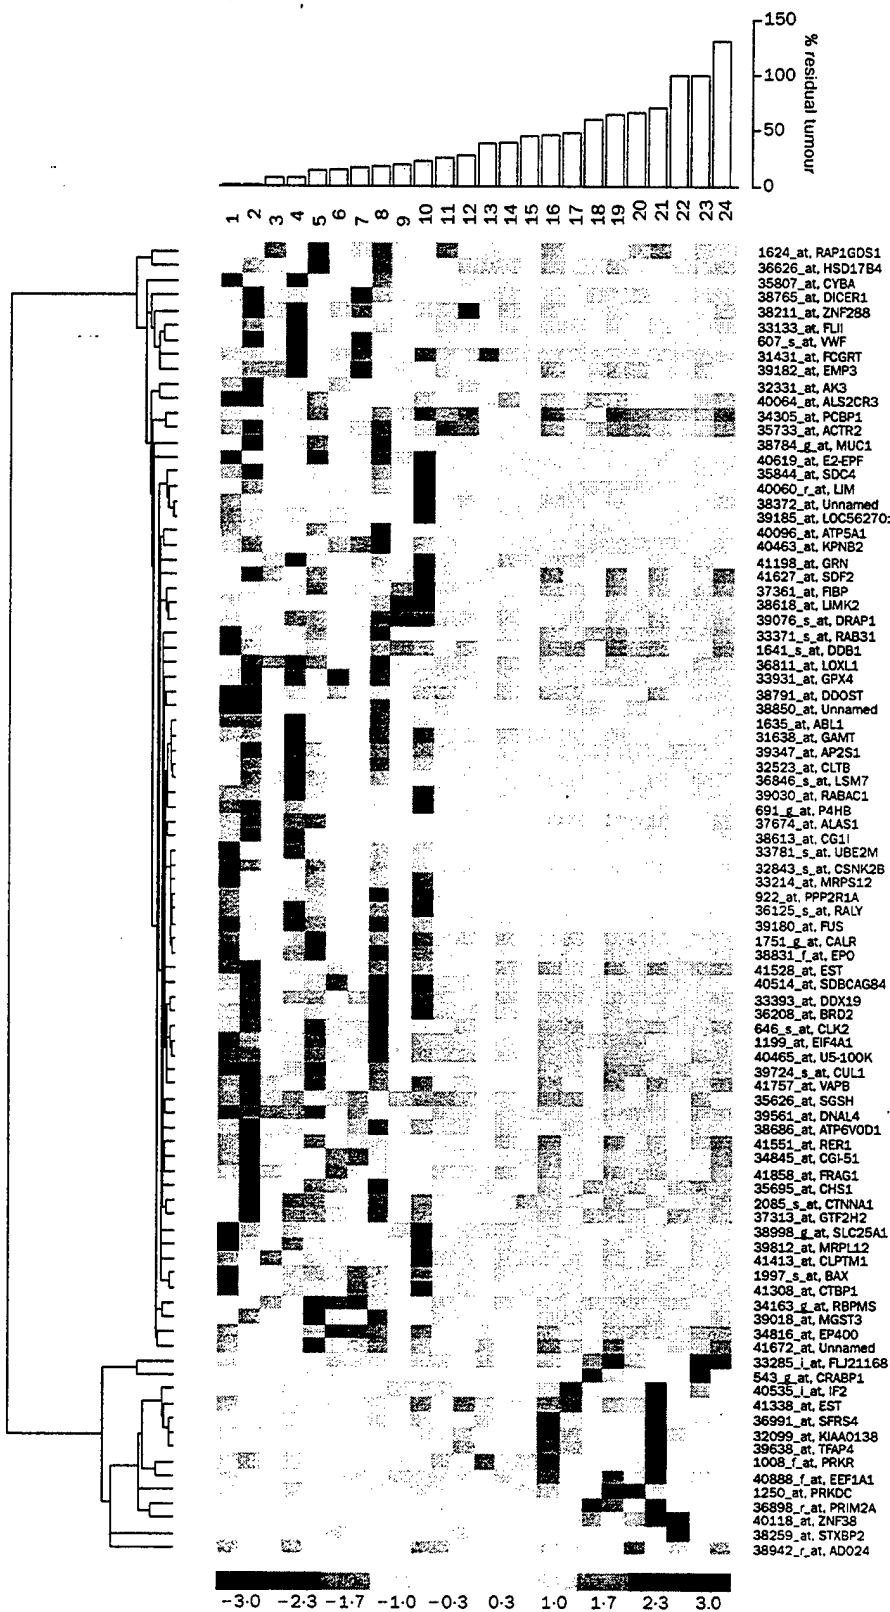 150
100
50
0
% residual tumour
1 2 3 4 5 6 7 8 9 10 11 12 13 14 15 16 17 18 19 20 21 22 23 24
1624_at, RAP1GDS1
36626_at, HSD17B4
35807_at, CYBA
38765_at, DICER1
38211_at, ZNF288
33133_at, FLII
607_s_at, VWF
31431_at, FCGRT
39182_at, EMP3
32331_at, AK3
40064_at, ALS2CR3
34305_at, PCBP1
35733_at, ACTR2
38784_g_at, MUC1
40619_at, E2-EPF
35844_at, SDC4
40060_r_at, LIM
38372_at, Unnamed
39185_at, LOC56270:
40096_at, ATP5A1
40463_at, KPNB2
41198_at, GRN
41627_at, SDF2
37361_at, FIBP
38618_at, LIMK2
39076_s_at, DRAP1
33371_s_at, RAB31
1641_s_at, DDB1
36811_at, LOXL1
33931_at, GPX4
38791_at, DDOST
38850_at, Unnamed
1635_at, ABL1
31638_at, GAMT
39347_at, AP2S1
32523_at, CLTB
36846_s_at, LSM7
39030_at, RABAC1
691_g_at, P4HB
37674_at, ALAS1
38613_at, CG1I
33781_s_at, UBE2M
32843_s_at, CSNK2B
33214_at, MRPS12
922_at, PPP2R1A
36125_s_at, RALY
39180_at, FUS
1751_g_at, CALR
38831_f_at, EPO
41528_at, EST
40514_at, SDBCAG84
33393_at, DDX19
36208_at, BRD2
646_s_at, CLK2
1199_at, EIF4A1
40465_at, U5-100K
39724_s_at, CUL1
41757_at, VAPB
35626_at, SGSH
39561_at, DNAL4
38686_at, ATP6V0D1
41551_at, RER1
34845_at, CGI-51
41858_at, FRAG1
35695_at, CHS1
2085_s_at, CTNNA1
37313_at, GTF2H2
38998_g_at, SLC25A1
39812_at, MRPL12
41413_at, CLPTM1
1997_s_at, BAX
41308_at, CTBP1
34163_g_at, RBPMS
39018_at, MGST3
34816_at, EP400
41672_at, Unnamed
33285_i_at, FLJ21168
543_g_at, CRABP1
40535_i_at, IF2
41338_at, EST
36991_at, SFRS4
32099_at, KIAA0138
39638_at, TFAP4
1008_f_at, PRKR
40888_f_at, EEF1A1
1250_at, PRKDC
36898_r_at, PRIM2A
40118_at, ZNF38
38259_at, STXBP2
38942_r_at, AD024
−3·0 −2·3 −1·7 −1·0 −0·3 0·3 1·0 1·7 2·3 3·0